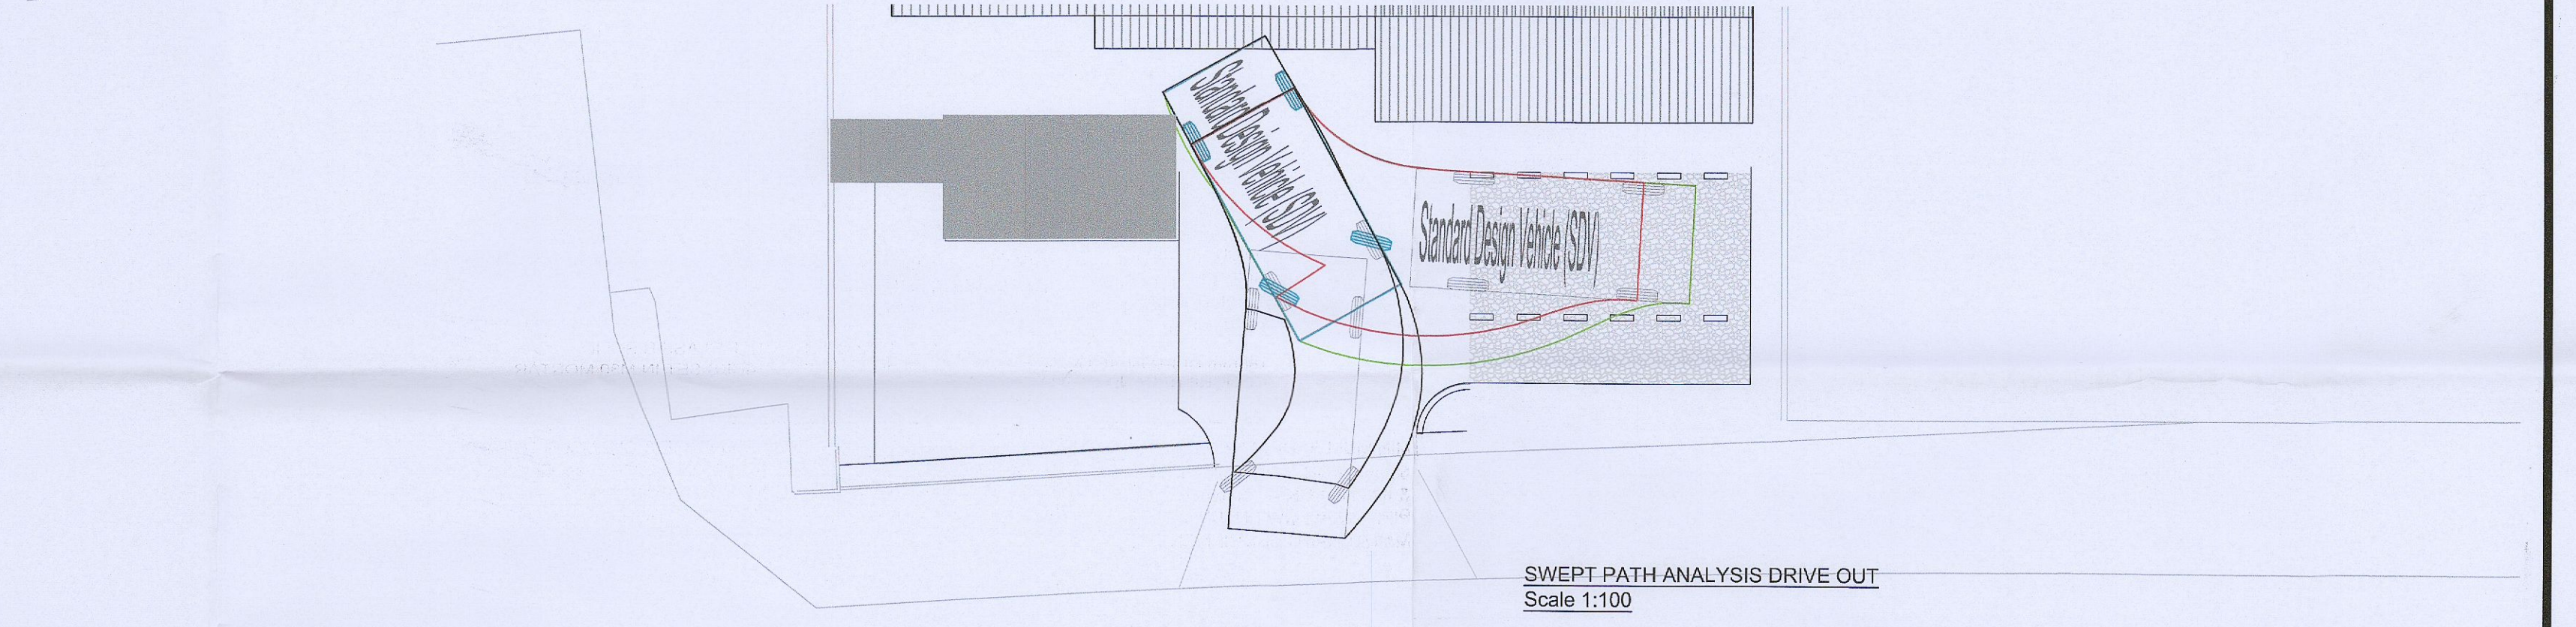 Standard Design Vehicle (SDV)
Standard Design Vehicle (SDV)
SWEPT PATH ANALYSIS DRIVE OUT
Scale 1:100